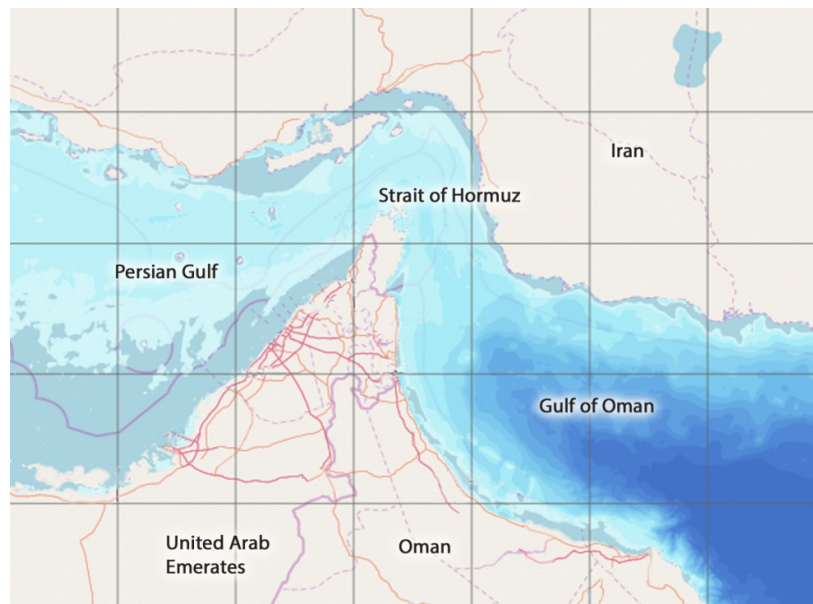 Iran
Strait of Hormuz
Persian Gulf
Gulf of Oman
United Arab
Emerates
Oman